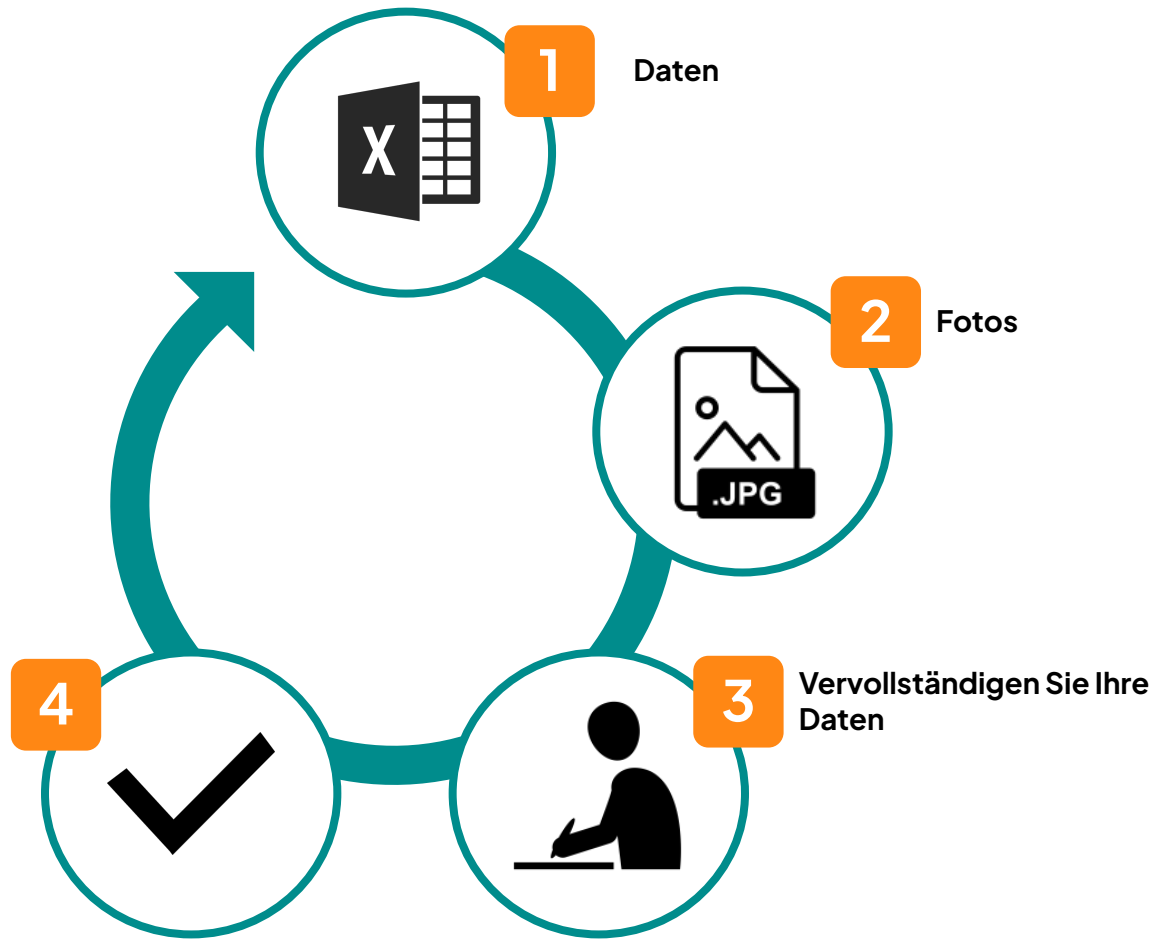 1
Daten
X
2
Fotos
.JPG
3
Vervollständigen Sie Ihre
Daten
4